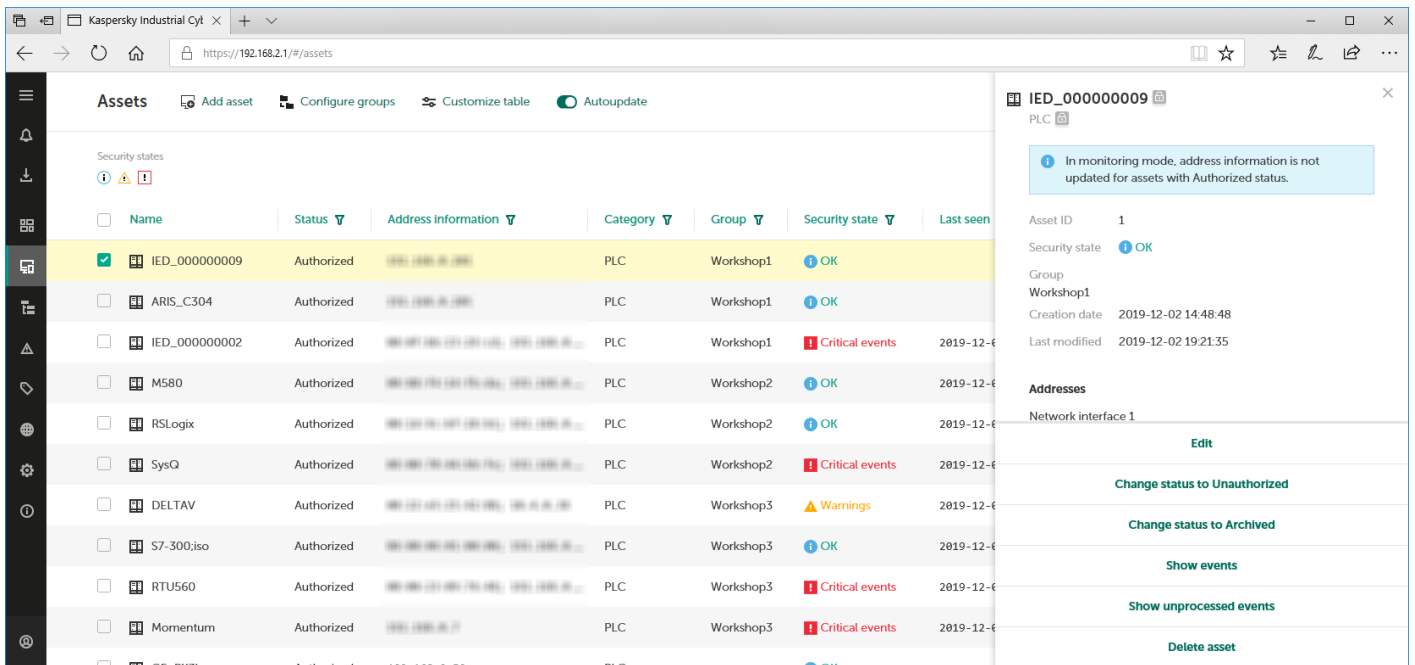 Kaspersky Industrial Cyb
https://192.168.2.1/#/assets
Assets Add asset Configure groups Customize table Autoupdate
Security states
Name Status Address information Category Group Security state Last seen
IED_000000009 Authorized PLC Workshop1 OK
ARIS_C304 Authorized PLC Workshop1 OK
IED_000000002 Authorized PLC Workshop1 Critical events 2019-12-0
M580 Authorized PLC Workshop2 OK 2019-12-0
RSLogix Authorized PLC Workshop2 OK 2019-12-0
SysQ Authorized PLC Workshop2 Critical events 2019-12-0
DELTAV Authorized PLC Workshop3 Warnings 2019-12-0
S7-300;iso Authorized PLC Workshop3 OK 2019-12-0
RTU560 Authorized PLC Workshop3 Critical events 2019-12-0
Momentum Authorized PLC Workshop3 Critical events 2019-12-0
IED_000000009
PLC
In monitoring mode, address information is not
updated for assets with Authorized status.
Asset ID 1
Security state OK
Group
Workshop1
Creation date 2019-12-02 14:48:48
Last modified 2019-12-02 19:21:35
Addresses
Network interface 1
Edit
Change status to Unauthorized
Change status to Archived
Show events
Show unprocessed events
Delete asset